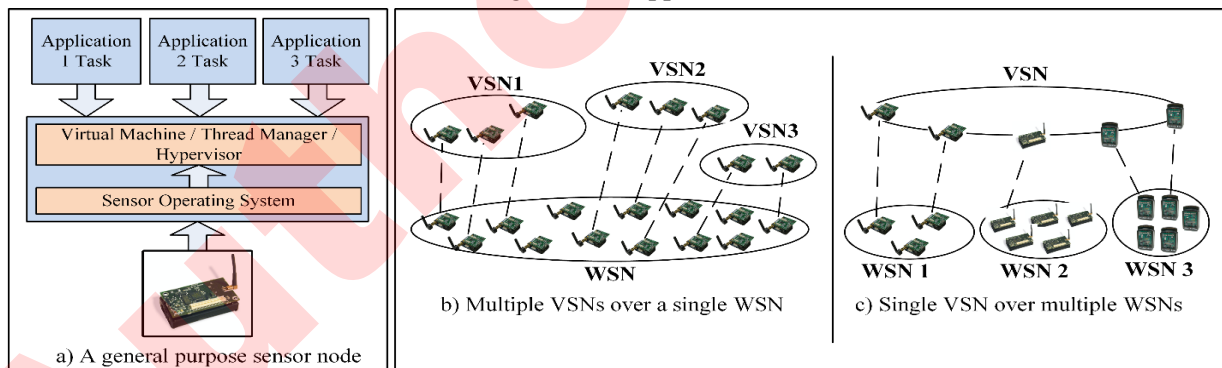 Application
1 Task
Application
2 Task
Application
3 Task
Virtual Machine / Thread Manager /
Hypervisor
Sensor Operating System
a) A general purpose sensor node
VSN1
VSN2
VSN3
WSN
b) Multiple VSNs over a single WSN
VSN
WSN 1
WSN 2
WSN 3
c) Single VSN over multiple WSNs